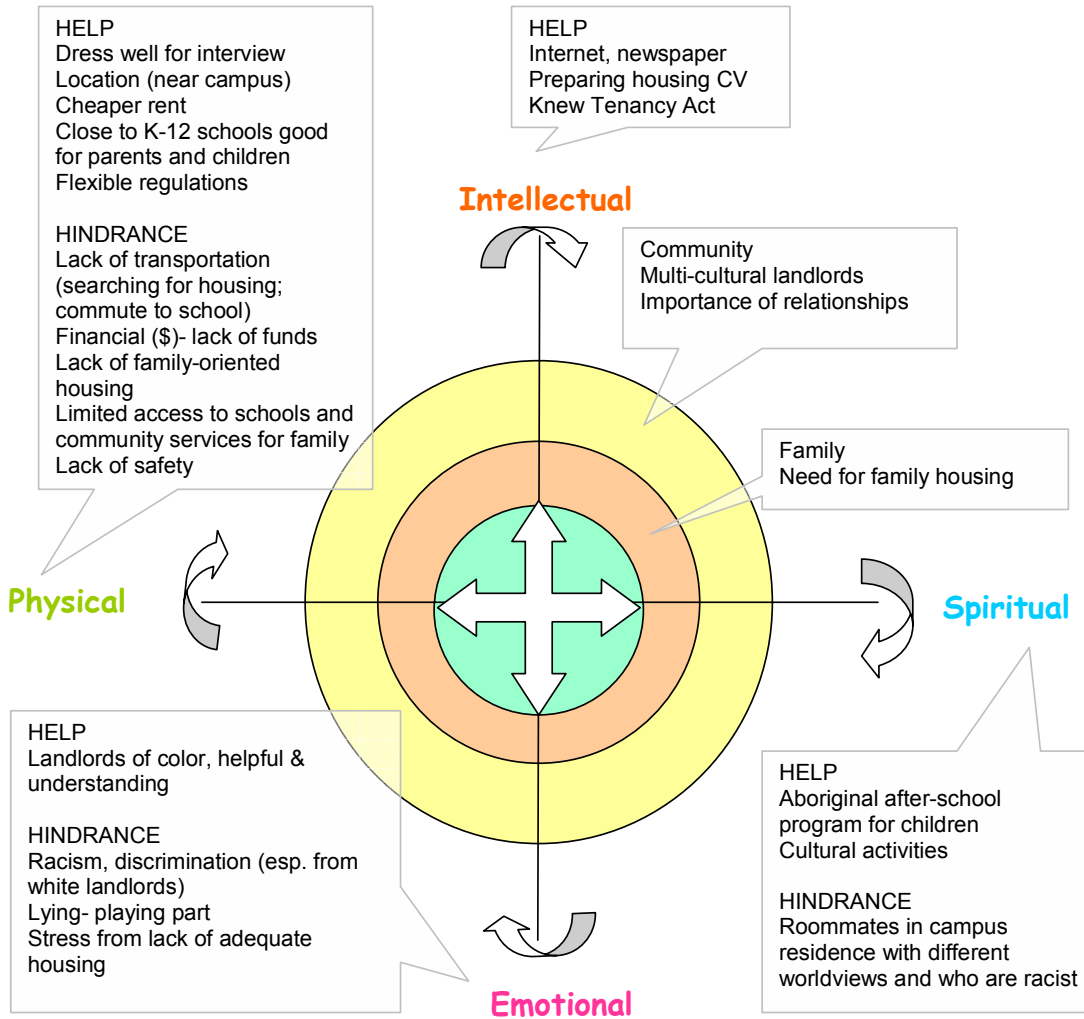 HELP
Dress well for interview
Location (near campus)
Cheaper rent
Close to K-12 schools good
for parents and children
Flexible regulations
HINDRANCE
Lack of transportation
(searching for housing;
commute to school)
Financial ($)- lack of funds
Lack of family-oriented
housing
Limited access to schools and
community services for family
Lack of safety
HELP
Internet, newspaper
Preparing housing CV
Knew Tenancy Act
Intellectual
Community
Multi-cultural landlords
Importance of relationships
Family
Need for family housing
Physical
Spiritual
HELP
Landlords of color, helpful &
understanding
HINDRANCE
Racism, discrimination (esp. from
white landlords)
Lying- playing part
Stress from lack of adequate
housing
HELP
Aboriginal after-school
program for children
Cultural activities
HINDRANCE
Roommates in campus
residence with different
worldviews and who are racist
Emotional